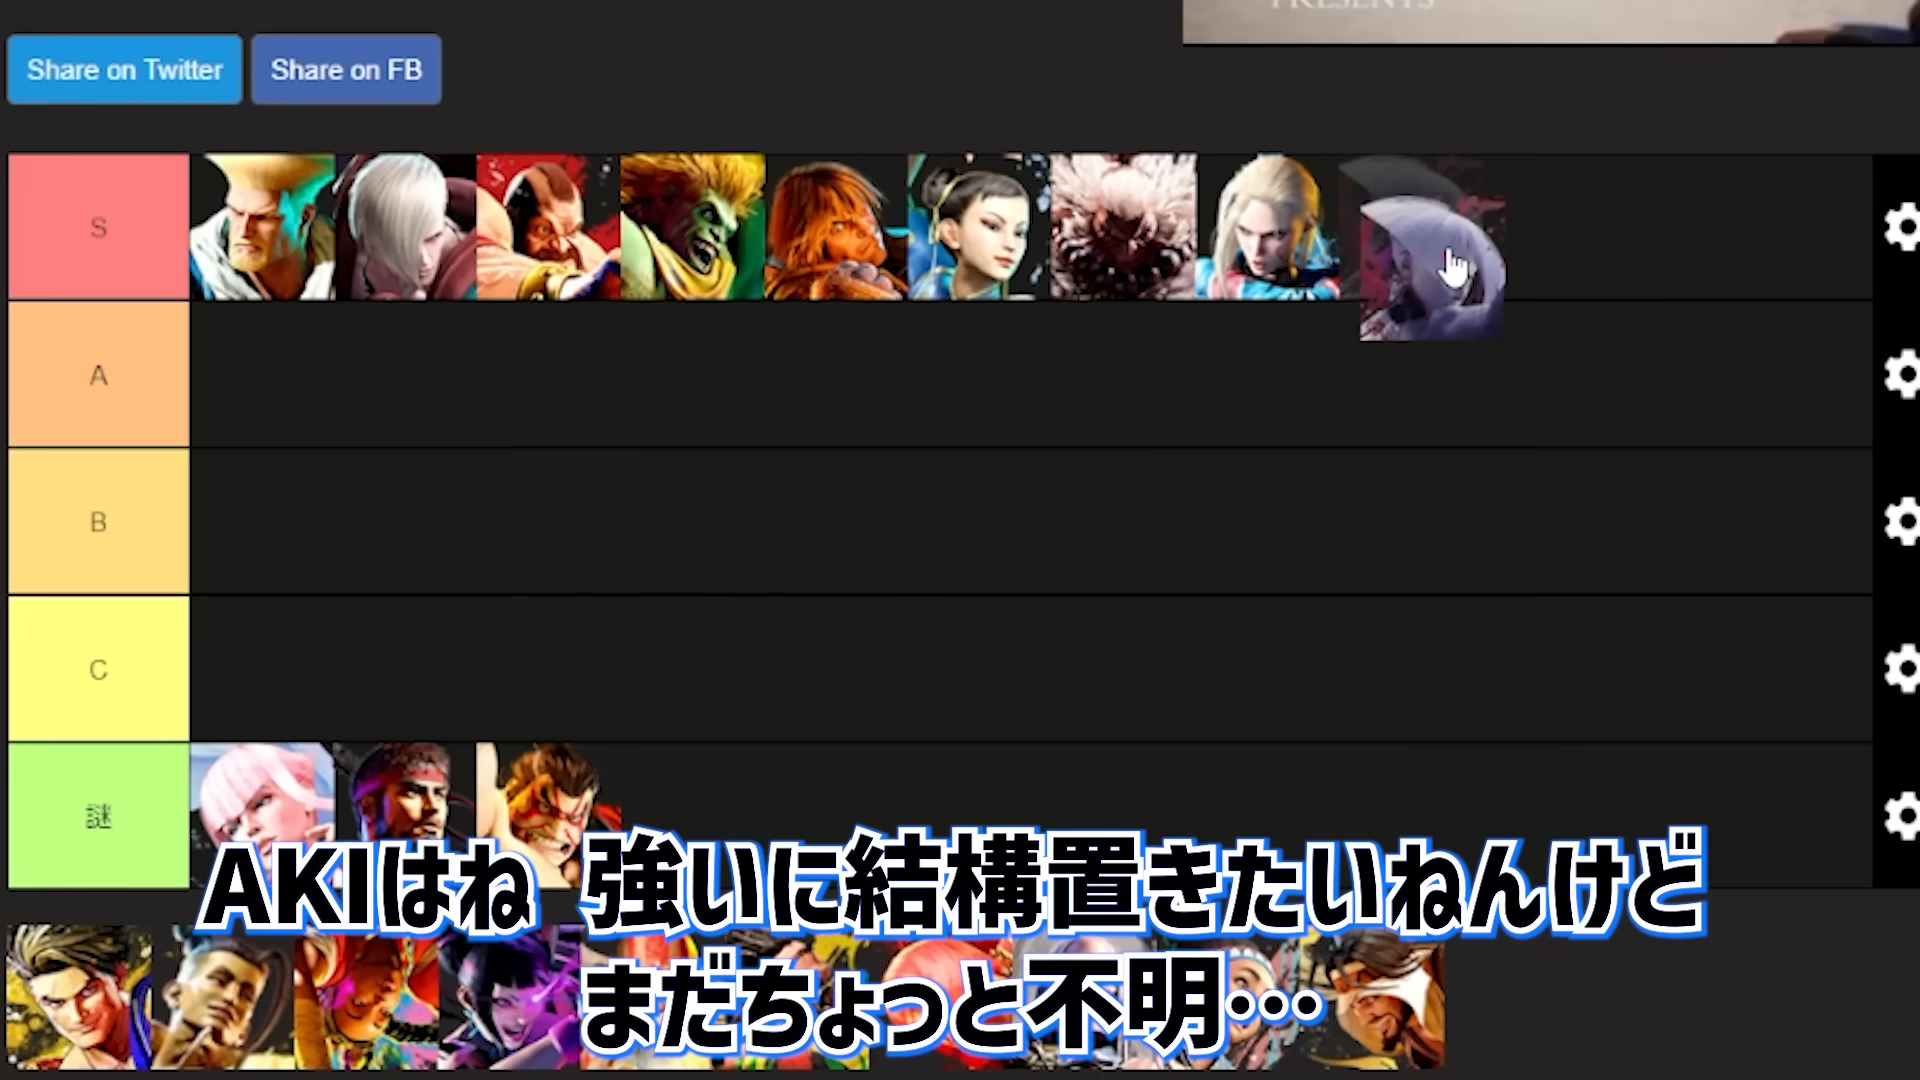 PRESENTS
Share on Twitter
Share on FB
S
A
B
C
謎
AKIはね 強いに結構置きたいねんけど
まだちょっと不明…